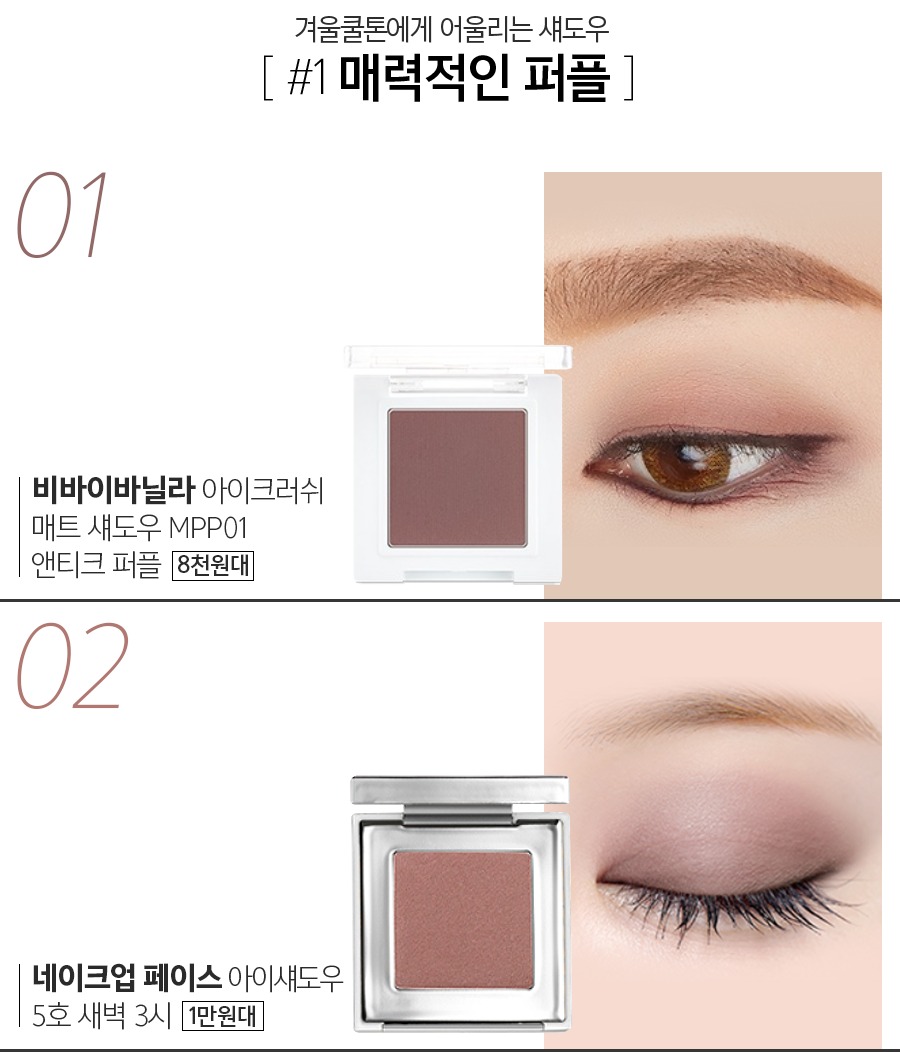 겨울쿨톤에게 어울리는 섀도우
[ #1 매력적인 퍼플 ]
01
비바이바닐라 아이크러쉬
매트 섀도우 MPP01
앤티크 퍼플 8천원대
02
네이크업 페이스 아이섀도우
5호 새벽 3시 1만원대